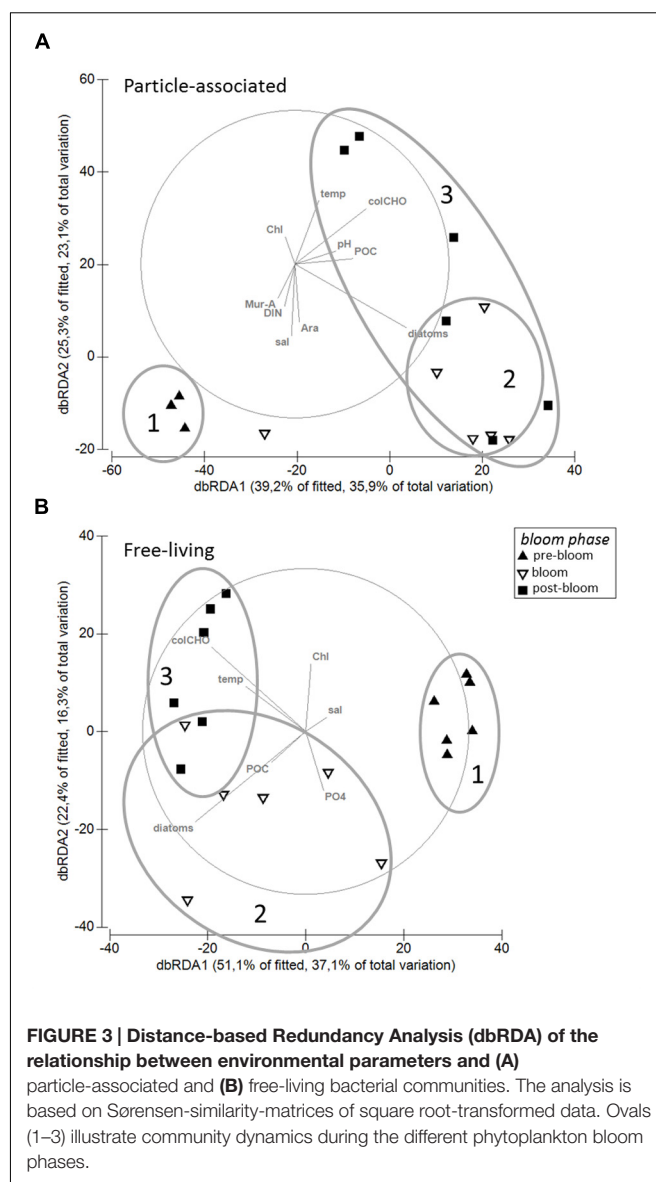 A
Particle-associated
60
40
20
0
-20
dbRDA2 (25,3% of fitted, 23,1% of total variation)
temp
colCHO
Chl
pH
POC
Mur-A
DIN
Ara
sal
diatoms
3
2
1
-60
-40
-20
0
20
40
dbRDA1 (39,2% of fitted, 35,9% of total variation)
B
Free-living
40
20
0
-20
-40
dbRDA2 (22,4% of fitted, 16,3% of total variation)
bloom phase
pre-bloom
bloom
post-bloom
colCHO
Chl
temp
sal
POC
PO4
diatoms
3
1
2
-40
-20
0
20
40
dbRDA1 (51,1% of fitted, 37,1% of total variation)
FIGURE 3 | Distance-based Redundancy Analysis (dbRDA) of the
relationship between environmental parameters and (A)
particle-associated and (B) free-living bacterial communities. The analysis is
based on Sørensen-similarity-matrices of square root-transformed data. Ovals
(1–3) illustrate community dynamics during the different phytoplankton bloom
phases.